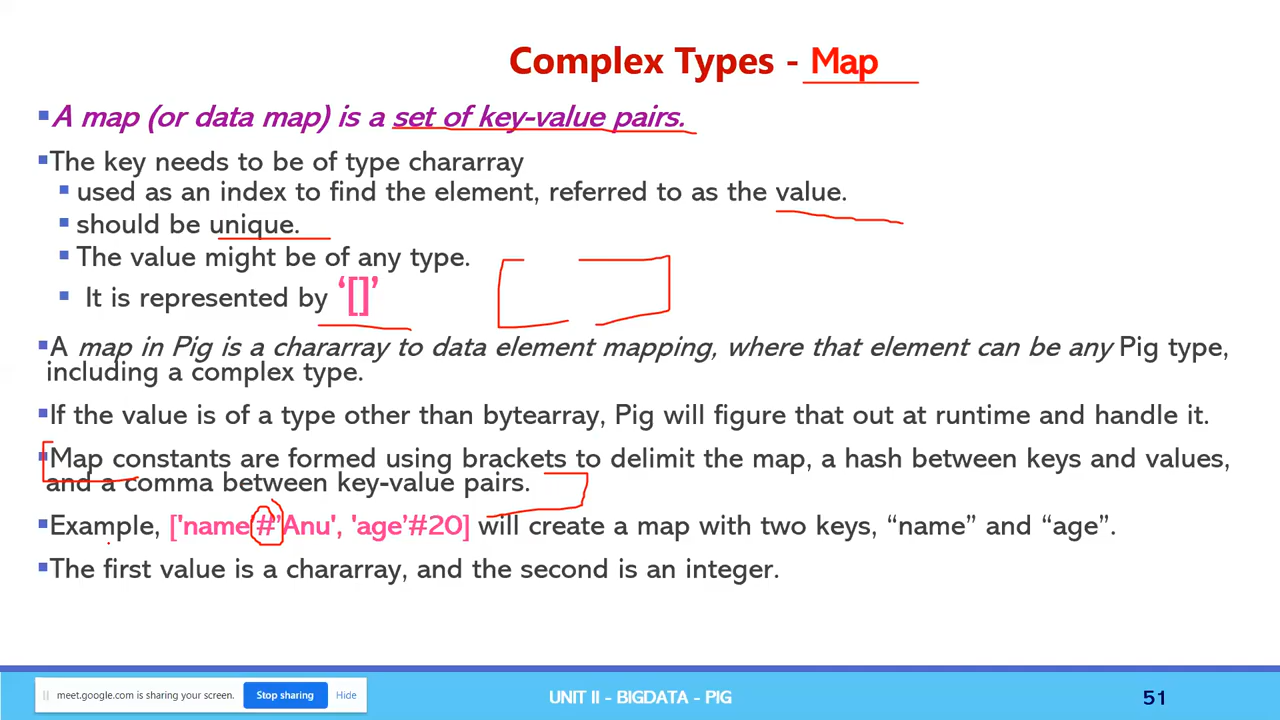 Complex Types - Map
▪A map (or data map) is a set of key-value pairs.
▪The key needs to be of type chararray
▪ used as an index to find the element, referred to as the value.
▪ should be unique.
▪ The value might be of any type.
▪ It is represented by ‘[]’
▪A map in Pig is a chararray to data element mapping, where that element can be any Pig type,
including a complex type.
▪If the value is of a type other than bytearray, Pig will figure that out at runtime and handle it.
▪Map constants are formed using brackets to delimit the map, a hash between keys and values,
and a comma between key-value pairs.
▪Example, ['name'#'Anu', 'age’#20] will create a map with two keys, “name” and “age”.
▪The first value is a chararray, and the second is an integer.
meet.google.com is sharing your screen. Stop sharing Hide
UNIT II - BIGDATA - PIG
51